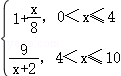 { 1+x/8, 0<x≤4
9/(x+2), 4<x≤10